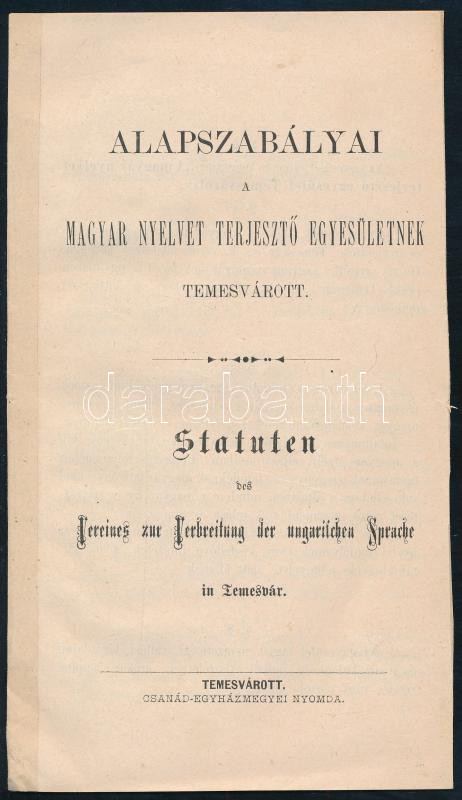 ALAPSZABÁLYAI
A
MAGYAR NYELVET TERJESZTŐ EGYESÜLETNEK
TEMESVÁROTT.
darabanth
Statuten
des
Vereines zur Verbreitung der ungarischen Sprache
in Temesvár.
TEMESVÁROTT.
CSANÁD-EGYHÁZMEGYEI NYOMDA.